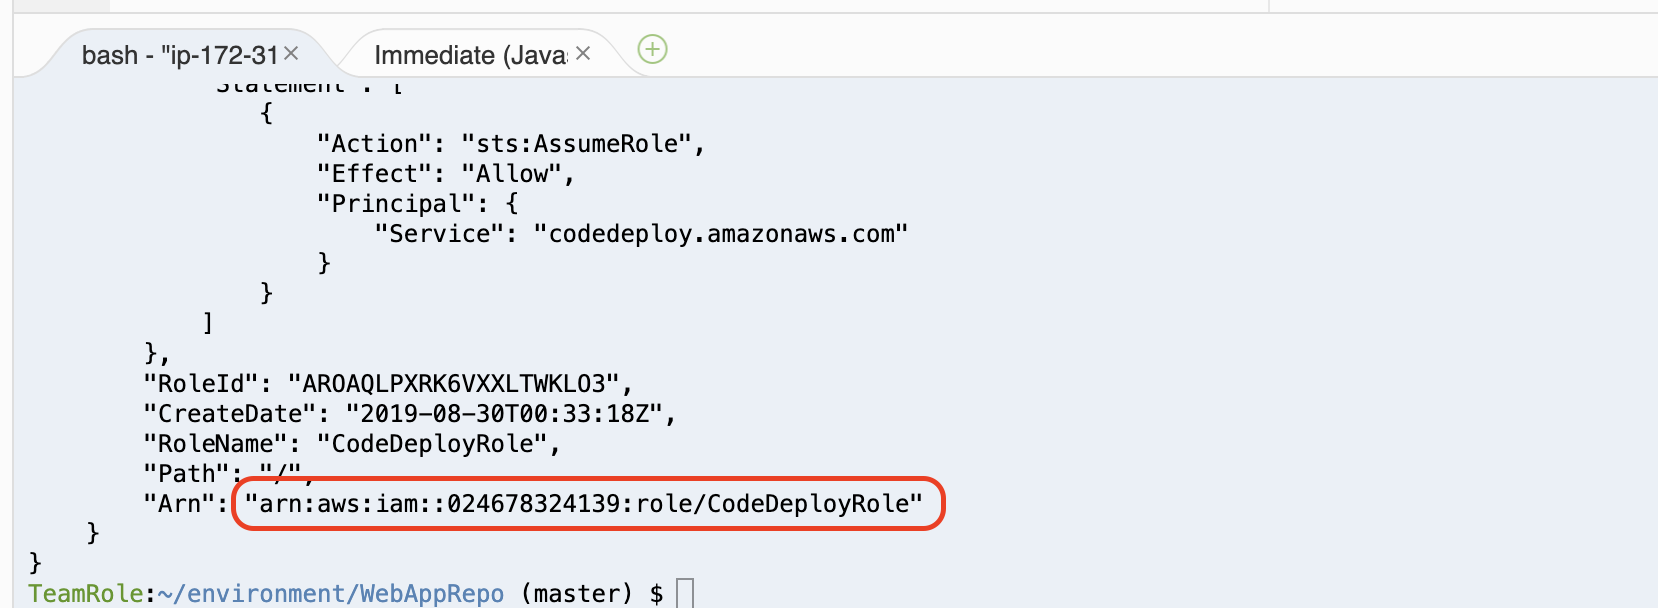 bash - "ip-172-31
Immediate (Javas
Statement": [
{
"Action": "sts:AssumeRole",
"Effect": "Allow",
"Principal": {
"Service": "codedeploy.amazonaws.com"
}
}
]
},
"RoleId": "AROAQLPXRK6VXXLTWKLO3",
"CreateDate": "2019-08-30T00:33:18Z",
"RoleName": "CodeDeployRole",
"Path": "/",
"Arn": "arn:aws:iam::024678324139:role/CodeDeployRole"
}
}
TeamRole:~/environment/WebAppRepo (master) $